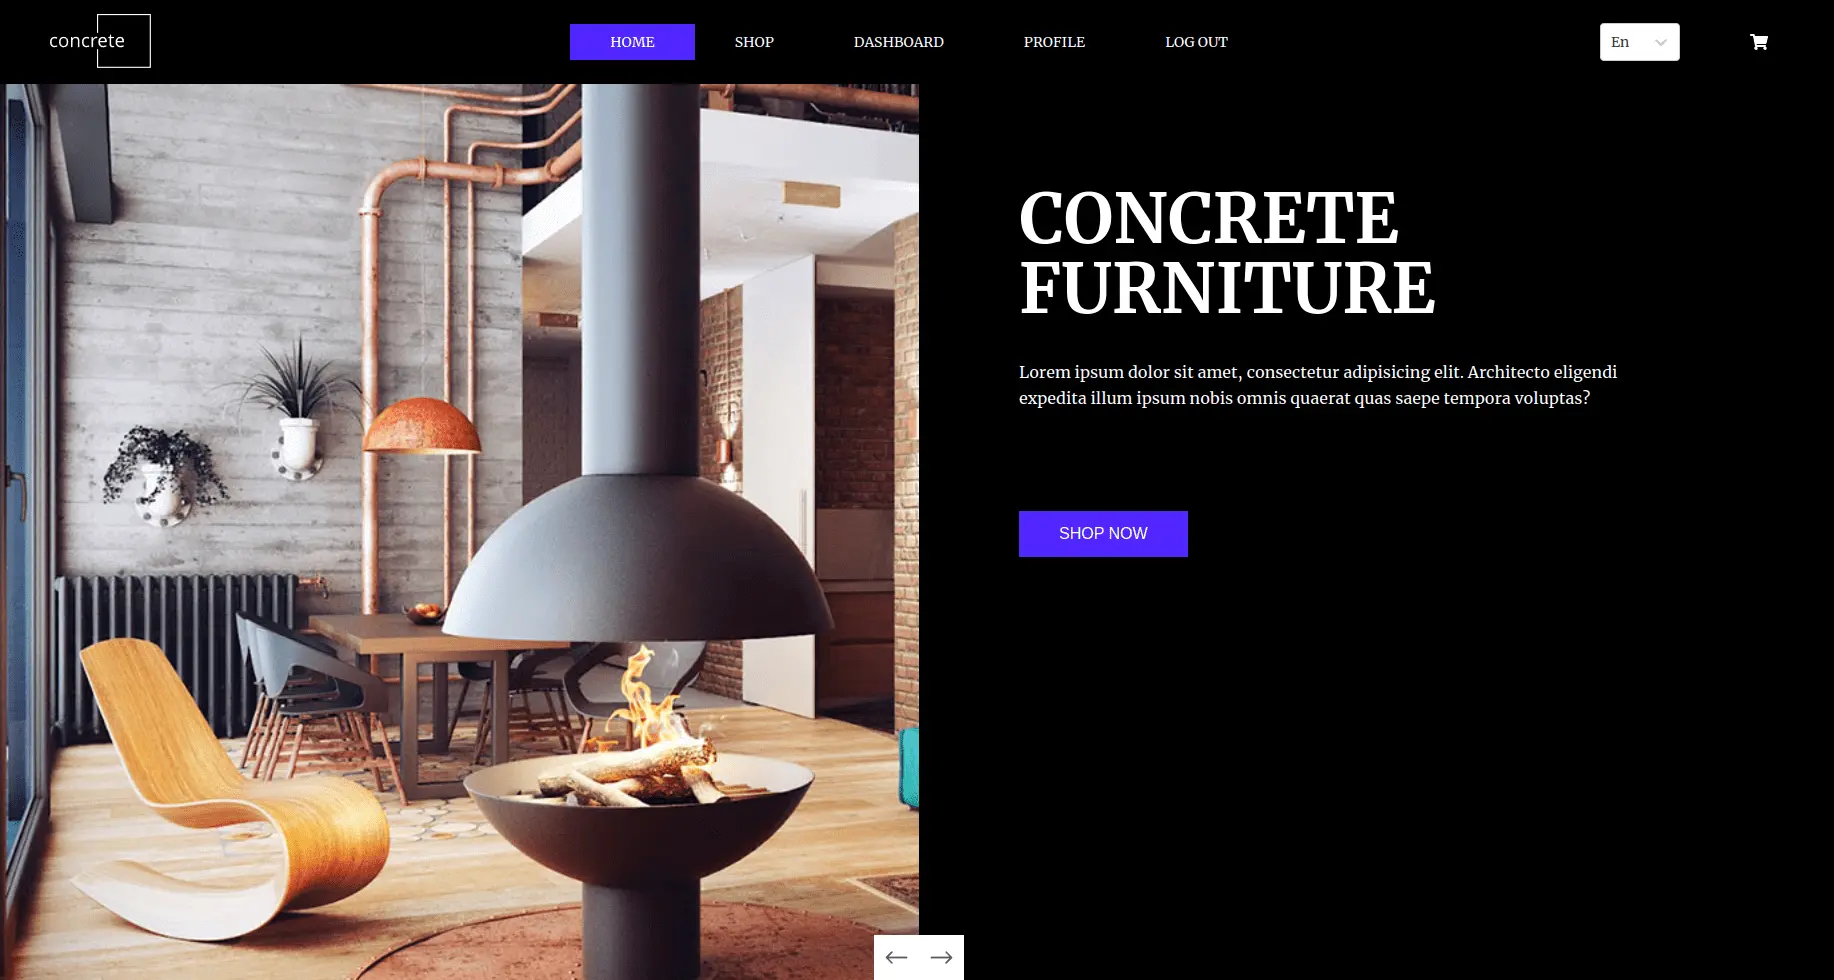 concrete
HOME
SHOP
DASHBOARD
PROFILE
LOG OUT
En
CONCRETE
FURNITURE
Lorem ipsum dolor sit amet, consectetur adipisicing elit. Architecto eligendi
expedita illum ipsum nobis omnis quaerat quas saepe tempora voluptas?
SHOP NOW